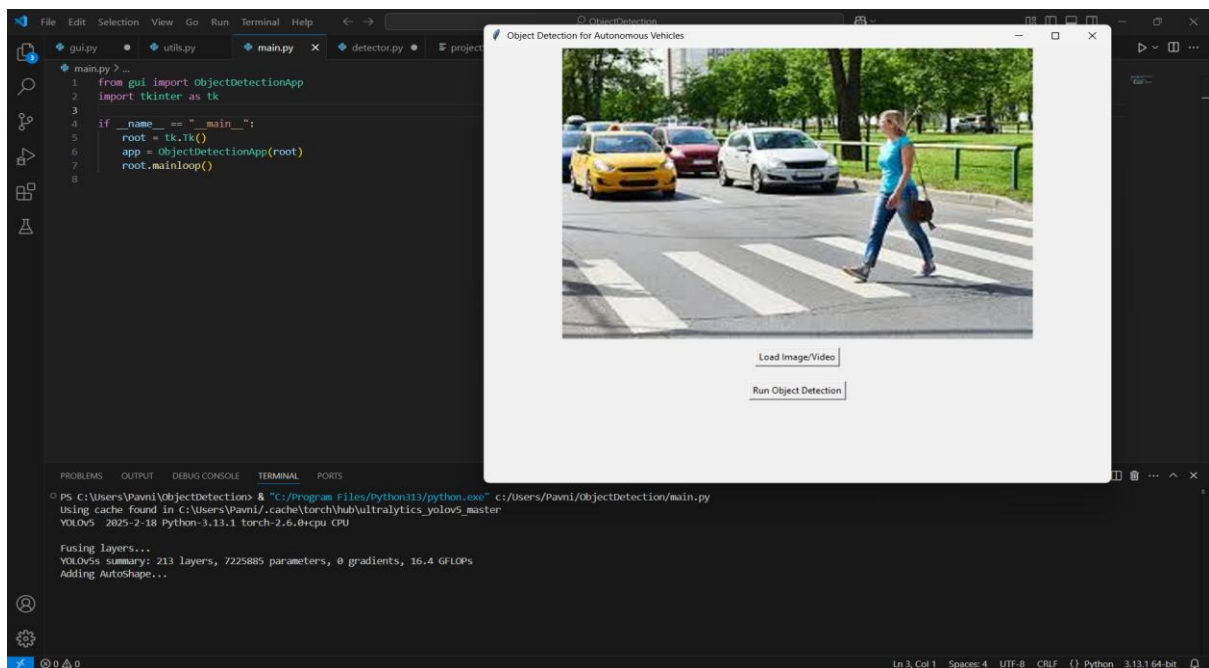 File Edit Selection View Go Run Terminal Help
ObjectDetection
gui.py utils.py main.py detector.py project
main.py > ...
1 from gui import ObjectDetectionApp
2 import tkinter as tk
3
4 if __name__ == "__main__":
5 root = tk.Tk()
6 app = ObjectDetectionApp(root)
7 root.mainloop()
8
Object Detection for Autonomous Vehicles
Load Image/Video
Run Object Detection
PROBLEMS OUTPUT DEBUG CONSOLE TERMINAL PORTS
PS C:\Users\Pavni\ObjectDetection> & "C:/Program Files/Python313/python.exe" c:/Users/Pavni/ObjectDetection/main.py
Using cache found in C:\Users\Pavni/.cache\torch\hub\ultralytics_yolov5_master
YOLOv5 2025-2-18 Python-3.13.1 torch-2.6.0+cpu CPU
Fusing layers...
YOLOv5s summary: 213 layers, 7225885 parameters, 0 gradients, 16.4 GFLOPs
Adding AutoShape...
0 0 Ln 3, Col 1 Spaces: 4 UTF-8 CRLF {} Python 3.13.1 64-bit